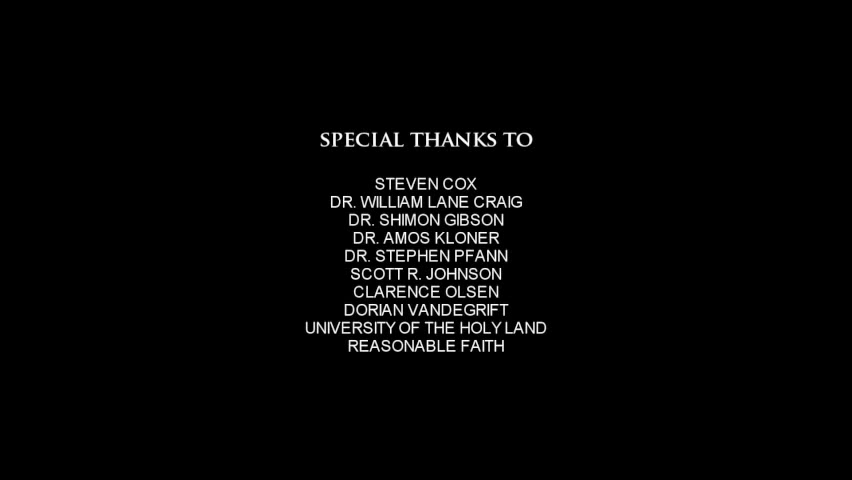 SPECIAL THANKS TO
STEVEN COX
DR. WILLIAM LANE CRAIG
DR. SHIMON GIBSON
DR. AMOS KLONER
DR. STEPHEN PFANN
SCOTT R. JOHNSON
CLARENCE OLSEN
DORIAN VANDEGRIFT
UNIVERSITY OF THE HOLY LAND
REASONABLE FAITH